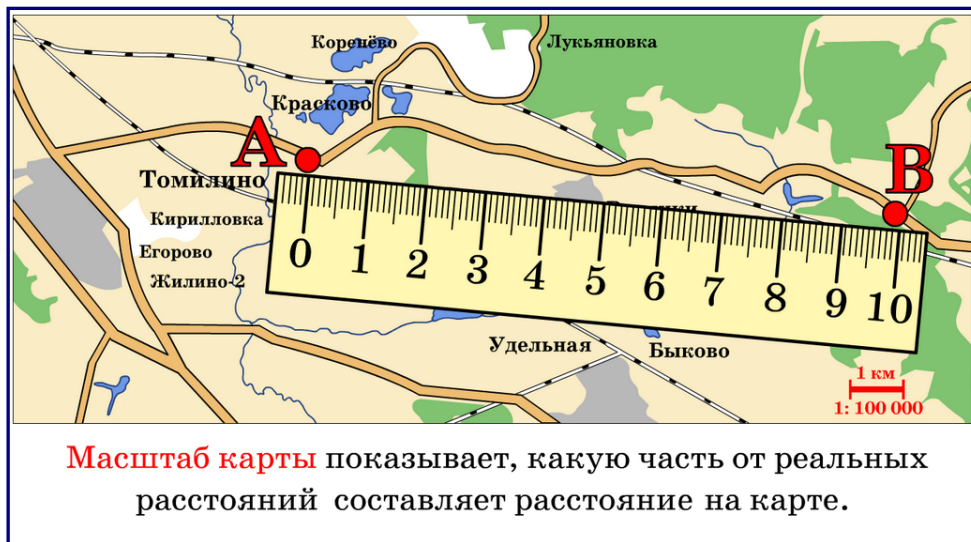 Коренёво
Лукьяновка
Красково
A
B
Томилино
Кирилловка
Егорово
Жилино-2
0 1 2 3 4 5 6 7 8 9 10
Удельная
Быково
1 км
1: 100 000
Масштаб карты показывает, какую часть от реальных
расстояний составляет расстояние на карте.